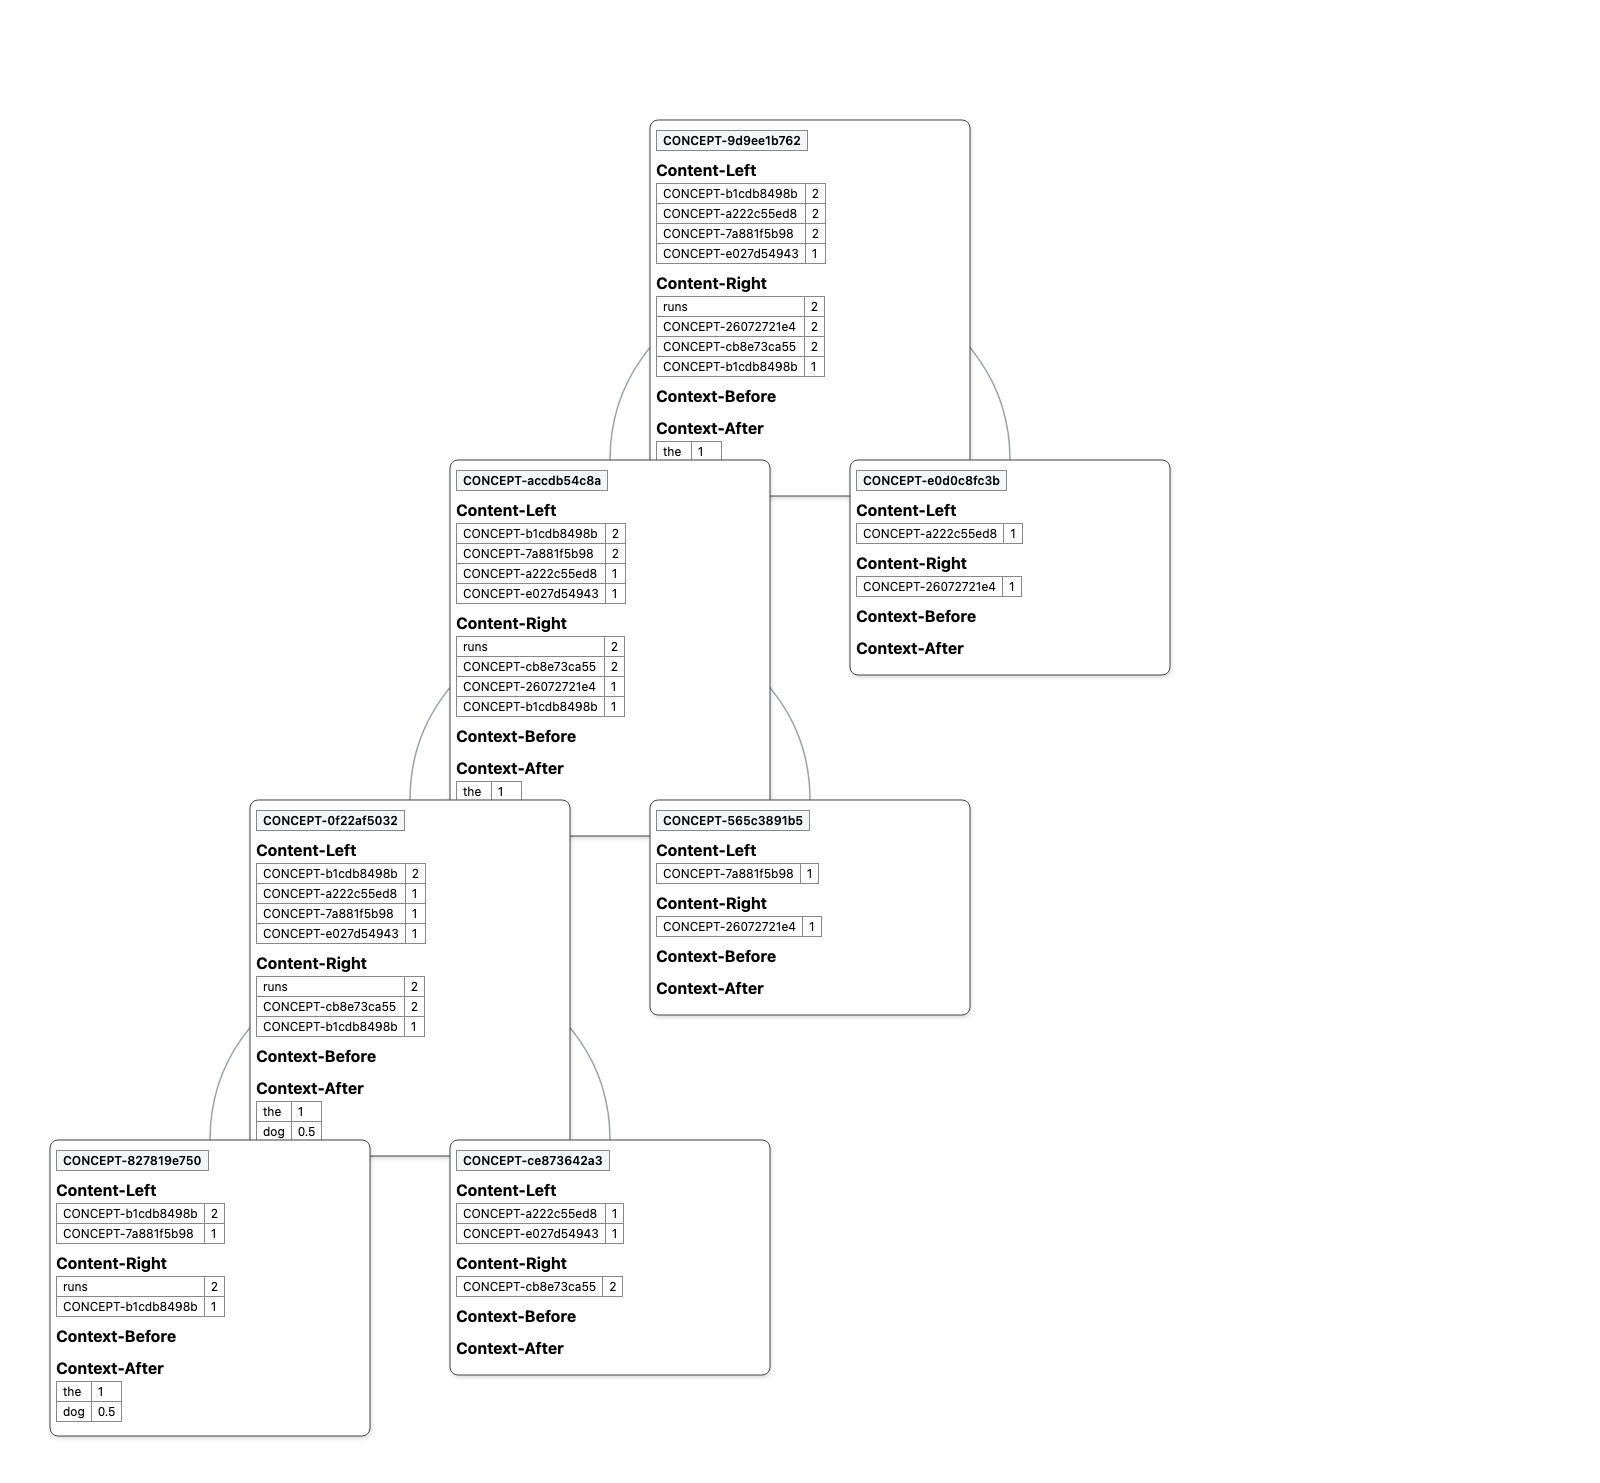 CONCEPT-9d9ee1b762
Content-Left
CONCEPT-b1cdb8498b 2
CONCEPT-a222c55ed8 2
CONCEPT-7a881f5b98 2
CONCEPT-e027d54943 1
Content-Right
runs 2
CONCEPT-26072721e4 2
CONCEPT-cb8e73ca55 2
CONCEPT-b1cdb8498b 1
Context-Before
Context-After
the 1
CONCEPT-accdb54c8a
Content-Left
CONCEPT-b1cdb8498b 2
CONCEPT-7a881f5b98 2
CONCEPT-a222c55ed8 1
CONCEPT-e027d54943 1
Content-Right
runs 2
CONCEPT-cb8e73ca55 2
CONCEPT-26072721e4 1
CONCEPT-b1cdb8498b 1
Context-Before
Context-After
the 1
CONCEPT-e0d0c8fc3b
Content-Left
CONCEPT-a222c55ed8 1
Content-Right
CONCEPT-26072721e4 1
Context-Before
Context-After
CONCEPT-0f22af5032
Content-Left
CONCEPT-b1cdb8498b 2
CONCEPT-a222c55ed8 1
CONCEPT-7a881f5b98 1
CONCEPT-e027d54943 1
Content-Right
runs 2
CONCEPT-cb8e73ca55 2
CONCEPT-b1cdb8498b 1
Context-Before
Context-After
the 1
dog 0.5
CONCEPT-565c3891b5
Content-Left
CONCEPT-7a881f5b98 1
Content-Right
CONCEPT-26072721e4 1
Context-Before
Context-After
CONCEPT-827819e750
Content-Left
CONCEPT-b1cdb8498b 2
CONCEPT-7a881f5b98 1
Content-Right
runs 2
CONCEPT-b1cdb8498b 1
Context-Before
Context-After
the 1
dog 0.5
CONCEPT-ce873642a3
Content-Left
CONCEPT-a222c55ed8 1
CONCEPT-e027d54943 1
Content-Right
CONCEPT-cb8e73ca55 2
Context-Before
Context-After